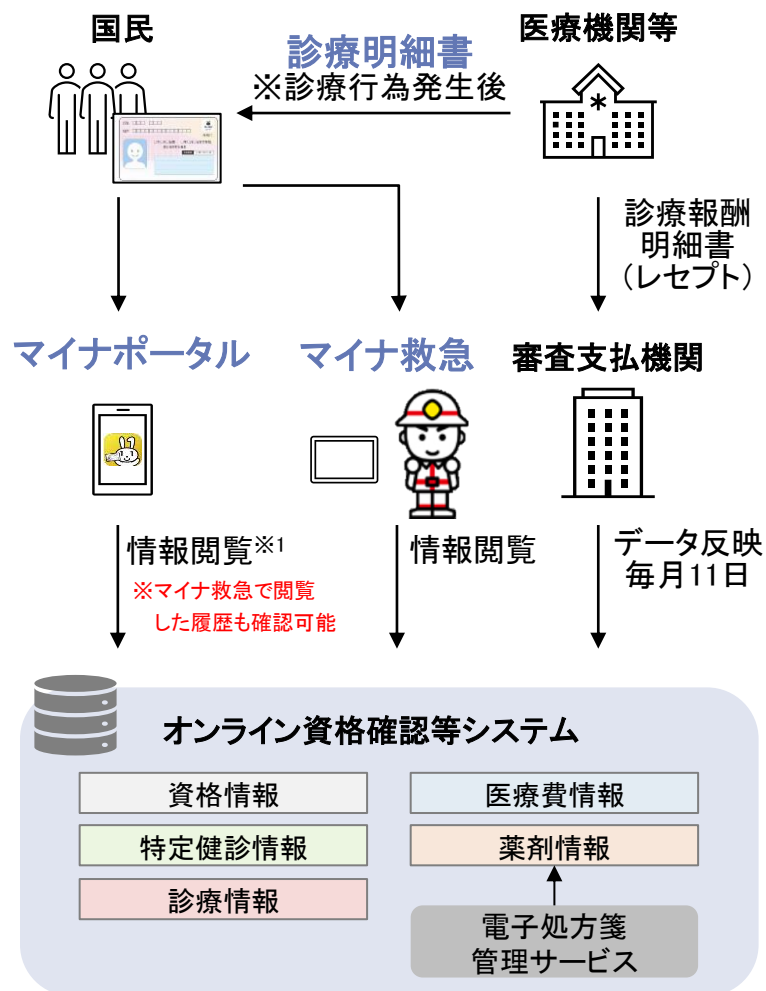 国民
診療明細書
※診療行為発生後
医療機関等
診療報酬
明細書
（レセプト）
マイナポータル
マイナ救急
審査支払機関
情報閲覧※1
※マイナ救急で閲覧
した履歴も確認可能
情報閲覧
データ反映
毎月11日
オンライン資格確認等システム
資格情報
医療費情報
特定健診情報
薬剤情報
診療情報
電子処方箋
管理サービス